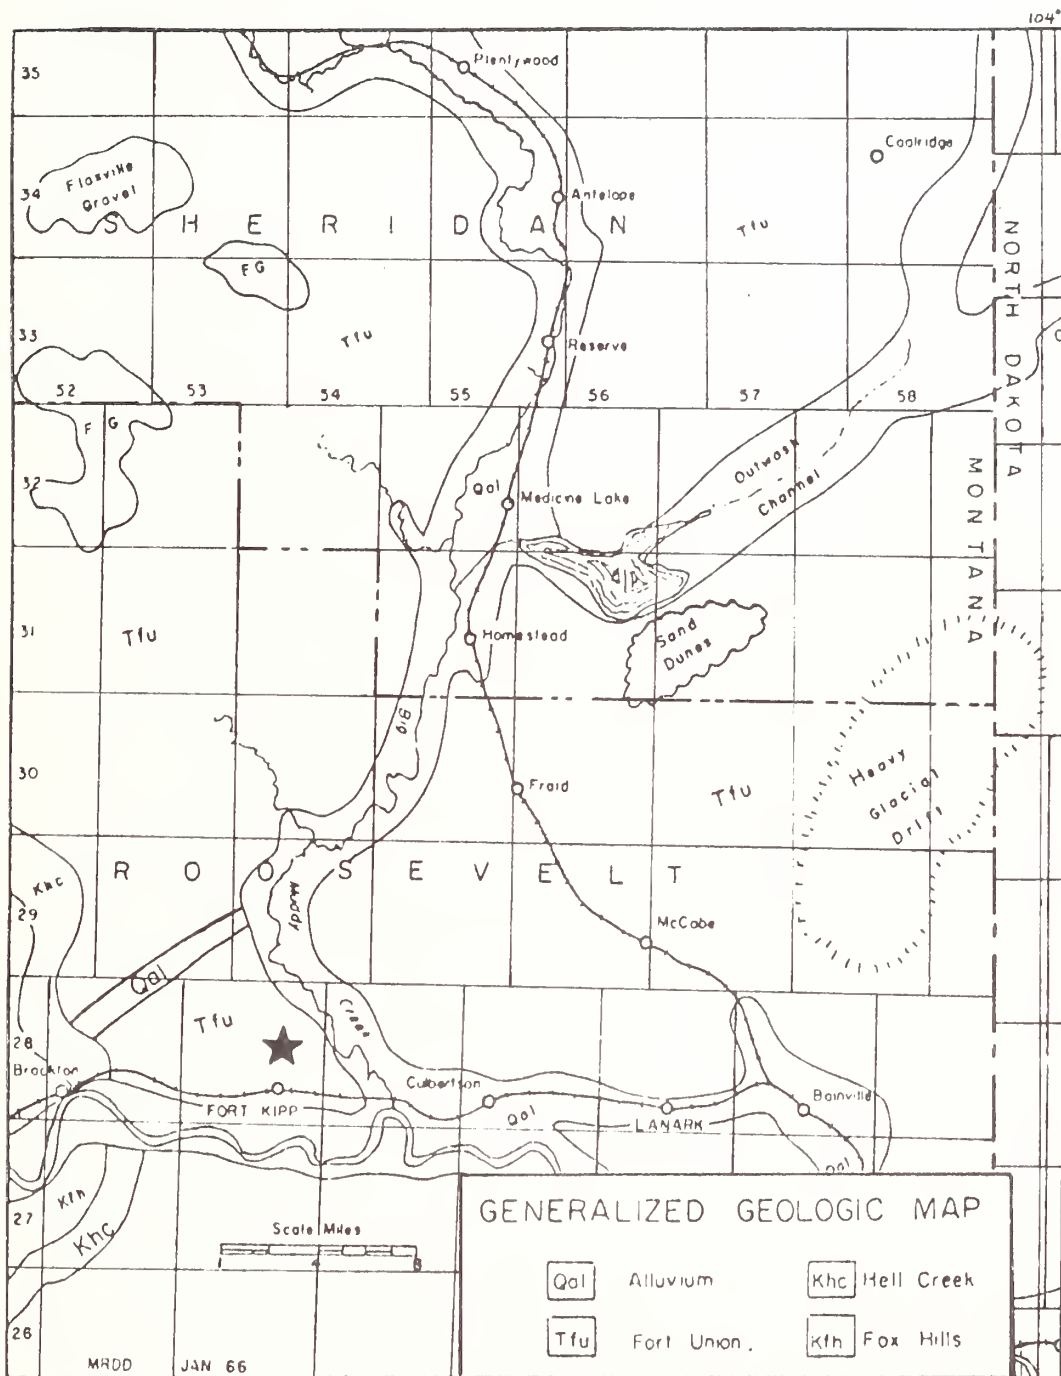 104°
35
Plentywood
Coalridge
34
Flaxville
Gravel
Antelope
SHERIDAN
Tfu
NORTH DAKOTA
FG
33
Tfu
Reserve
52
53
54
55
56
57
58
F G
32
Qal
Medicine Lake
Outwash
Channel
MONTANA
31
Tfu
Homestead
Sand
Dunes
Big
30
Froid
Tfu
Heavy
Glacial
Drift
ROOSEVELT
Khc
29
Muddy
McCabe
Qal
Tfu
Creek
28
Brockton
Culbertson
Bainville
FORT KIPP
Qal
LANARK
Qal
Kfh
27
Khc
Scale Miles
4
GENERALIZED GEOLOGIC MAP
Qal Alluvium
Khc Hell Creek
Tfu Fort Union.
Kfh Fox Hills
26
MRDD JAN 66